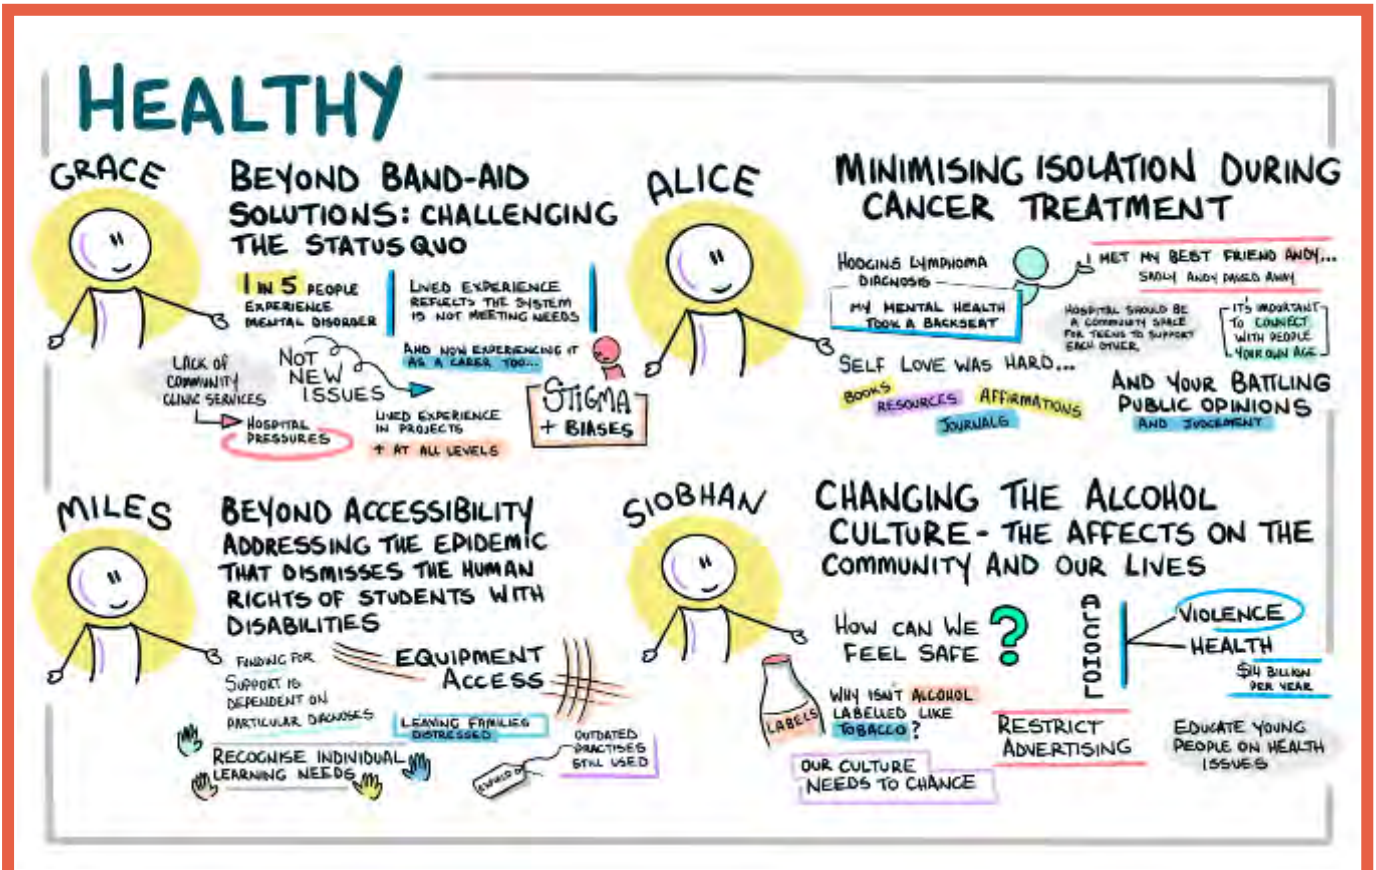 HEALTHY
GRACE
BEYOND BAND-AID
SOLUTIONS: CHALLENGING
THE STATUS QUO
1 IN 5 PEOPLE
EXPERIENCE
MENTAL DISORDER
LIVED EXPERIENCE
REFLECTS THE SYSTEM
IS NOT MEETING NEEDS
AND NOW EXPERIENCING IT
AS A CARER TOO...
LACK OF
COMMUNITY
CLINIC SERVICES
HOSPITAL
PRESSURES
NOT
NEW
ISSUES
LIVED EXPERIENCE
IN PROJECTS
+ AT ALL LEVELS
STIGMA
+ BIASES
ALICE
MINIMISING ISOLATION DURING
CANCER TREATMENT
HODGINS LYMPHOMA
DIAGNOSIS
MY MENTAL HEALTH
TOOK A BACKSEAT
I MET MY BEST FRIEND ANDY...
SADLY ANDY PASSED AWAY
HOSPITAL SHOULD BE
A COMMUNITY SPACE
FOR TEENS TO SUPPORT
EACH OTHER
IT'S IMPORTANT
TO CONNECT
WITH PEOPLE
YOUR OWN AGE
SELF LOVE WAS HARD...
BOOKS
RESOURCES
AFFIRMATIONS
JOURNALS
AND YOUR BATTLING
PUBLIC OPINIONS
AND JUDGEMENT
MILES
BEYOND ACCESSIBILITY
ADDRESSING THE EPIDEMIC
THAT DISMISSES THE HUMAN
RIGHTS OF STUDENTS WITH
DISABILITIES
FUNDING FOR
SUPPORT IS
DEPENDENT ON
PARTICULAR DIAGNOSES
EQUIPMENT
ACCESS
LEAVING FAMILIES
DISTRESSED
RECOGNISE INDIVIDUAL
LEARNING NEEDS
OUTDATED
PRACTISES
STILL USED
SIOBHAN
CHANGING THE ALCOHOL
CULTURE - THE AFFECTS ON THE
COMMUNITY AND OUR LIVES
HOW CAN WE
FEEL SAFE ?
LABELS
WHY ISN'T ALCOHOL
LABELLED LIKE
TOBACCO?
OUR CULTURE
NEEDS TO CHANGE
ALCOHOL
VIOLENCE
HEALTH
$14 BILLION
PER YEAR
RESTRICT
ADVERTISING
EDUCATE YOUNG
PEOPLE ON HEALTH
ISSUES